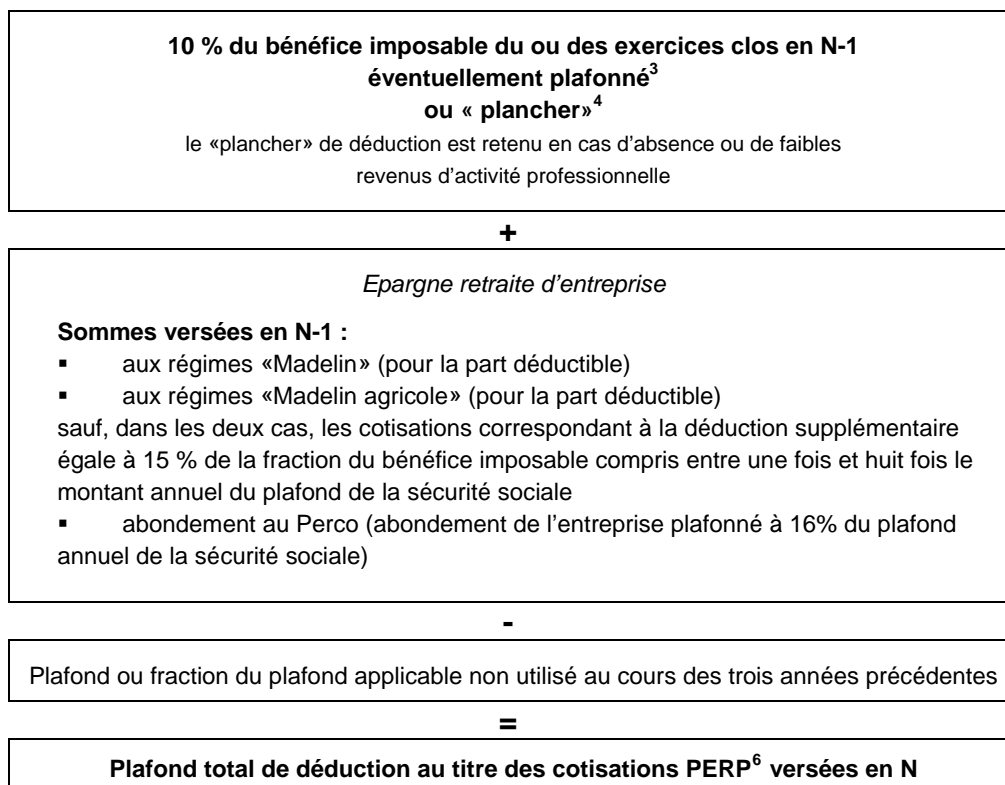 10 % du bénéfice imposable du ou des exercices clos en N-1
éventuellement plafonné³
ou « plancher»⁴
le «plancher» de déduction est retenu en cas d’absence ou de faibles
revenus d’activité professionnelle
+
Epargne retraite d’entreprise
Sommes versées en N-1 :
▪ aux régimes «Madelin» (pour la part déductible)
▪ aux régimes «Madelin agricole» (pour la part déductible)
sauf, dans les deux cas, les cotisations correspondant à la déduction supplémentaire
égale à 15 % de la fraction du bénéfice imposable compris entre une fois et huit fois le
montant annuel du plafond de la sécurité sociale
▪ abondement au Perco (abondement de l’entreprise plafonné à 16% du plafond
annuel de la sécurité sociale)
-
Plafond ou fraction du plafond applicable non utilisé au cours des trois années précédentes
=
Plafond total de déduction au titre des cotisations PERP⁶ versées en N